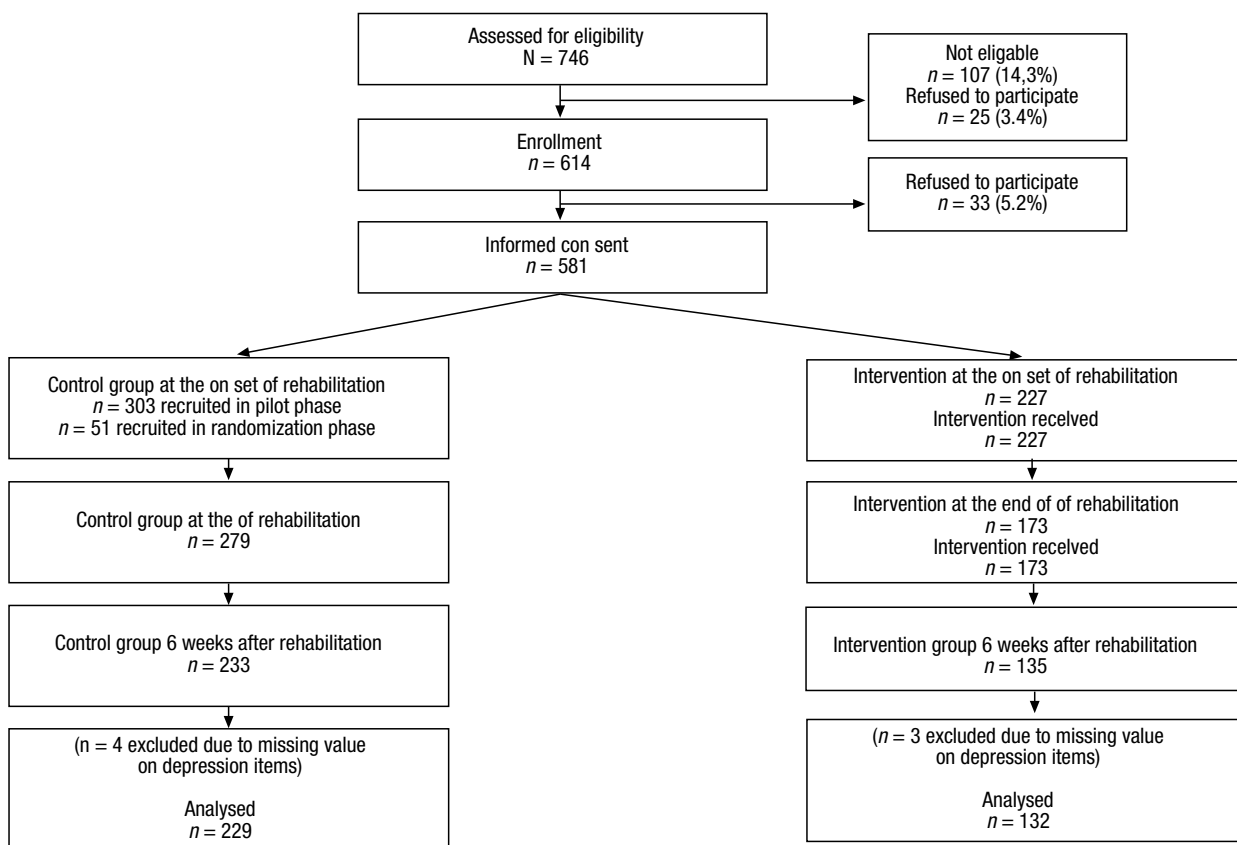 Assessed for eligibility
N = 746
Not eligable
n = 107 (14,3%)
Refused to participate
n = 25 (3.4%)
Enrollment
n = 614
Refused to participate
n = 33 (5.2%)
Informed con sent
n = 581
Control group at the on set of rehabilitation
n = 303 recruited in pilot phase
n = 51 recruited in randomization phase
Intervention at the on set of rehabilitation
n = 227
Intervention received
n = 227
Control group at the of rehabilitation
n = 279
Intervention at the end of of rehabilitation
n = 173
Intervention received
n = 173
Control group 6 weeks after rehabilitation
n = 233
Intervention group 6 weeks after rehabilitation
n = 135
(n = 4 excluded due to missing value
on depression items)
Analysed
n = 229
(n = 3 excluded due to missing value
on depression items)
Analysed
n = 132